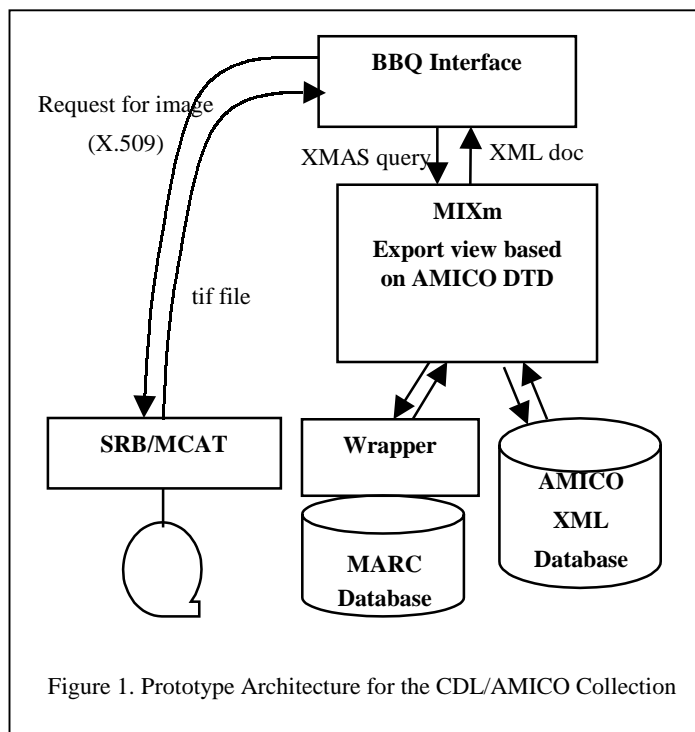 BBQ Interface
Request for image
(X.509)
XMAS query
XML doc
MIXm
Export view based
on AMICO DTD
tif file
SRB/MCAT
Wrapper
AMICO
XML
Database
MARC
Database
Figure 1. Prototype Architecture for the CDL/AMICO Collection